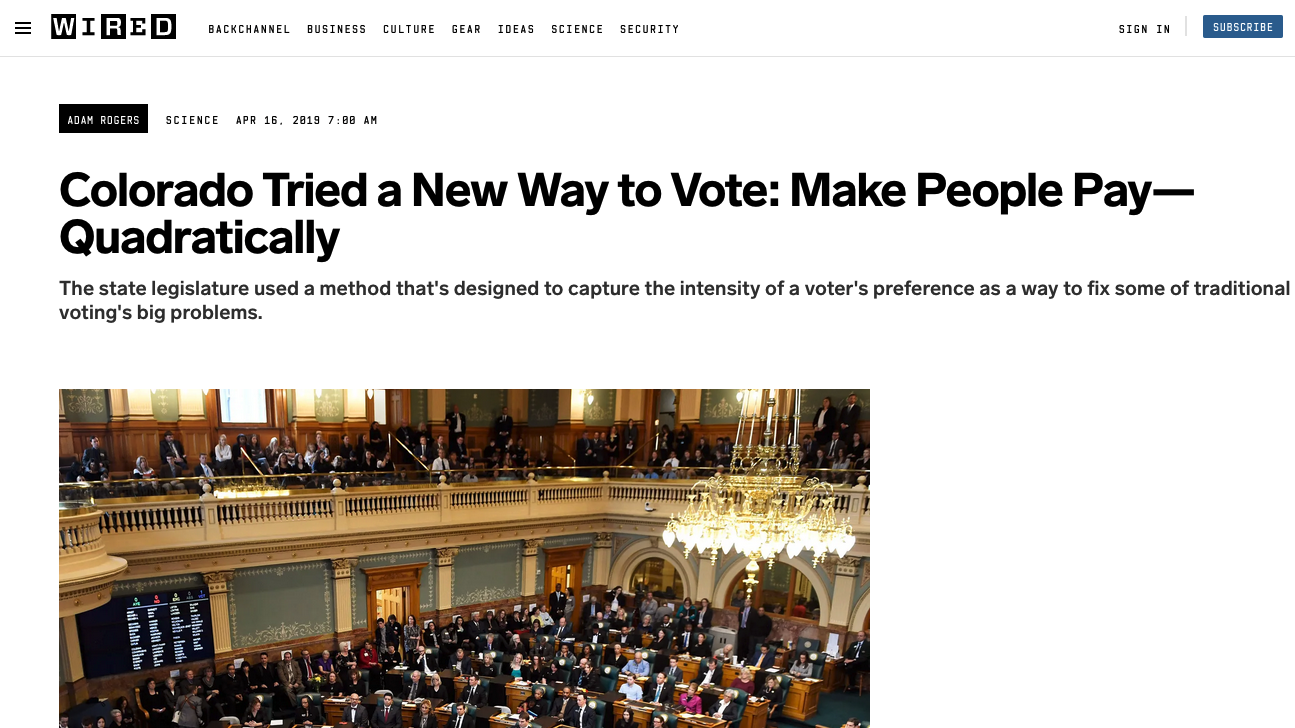 WIRED
BACKCHANNEL BUSINESS CULTURE GEAR IDEAS SCIENCE SECURITY
SIGN IN
SUBSCRIBE
ADAM ROGERS SCIENCE APR 16, 2019 7:00 AM
Colorado Tried a New Way to Vote: Make People Pay—
Quadratically
The state legislature used a method that's designed to capture the intensity of a voter's preference as a way to fix some of traditional
voting's big problems.